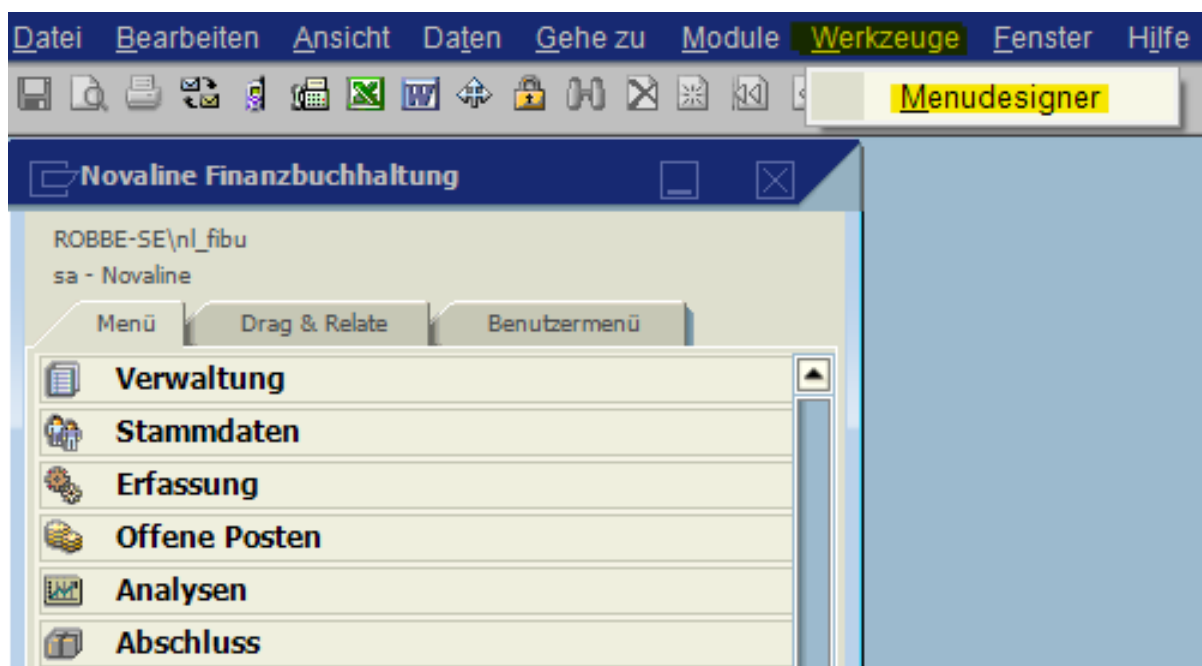 Datei Bearbeiten Ansicht Daten Gehe zu Module Werkzeuge Fenster Hilfe
Menudesigner
Novaline Finanzbuchhaltung
ROBBE-SE\nl_fibu
sa - Novaline
Menü Drag & Relate Benutzermenü
Verwaltung
Stammdaten
Erfassung
Offene Posten
Analysen
Abschluss